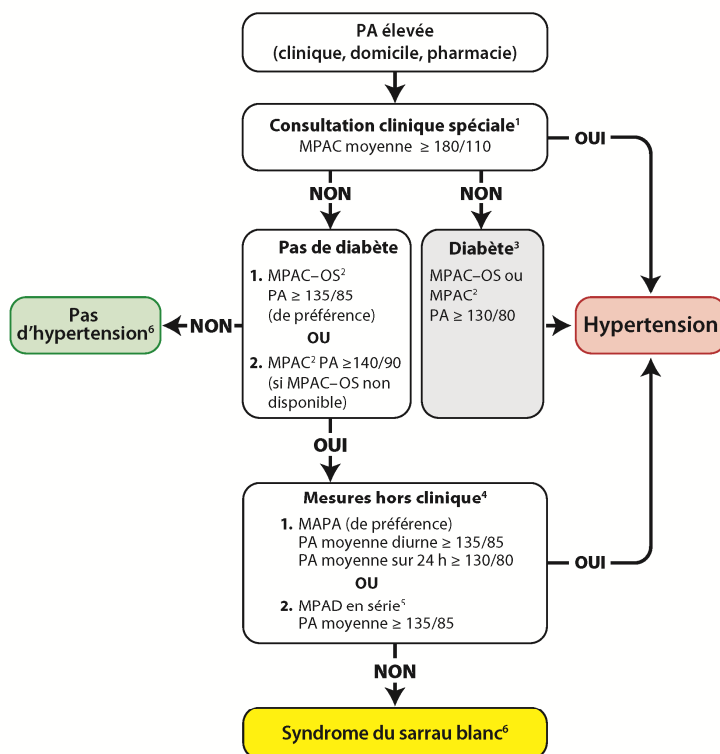 PA élevée
(clinique, domicile, pharmacie)
Consultation clinique spéciale¹
MPAC moyenne ≥ 180/110
OUI
NON
NON
Pas de diabète
1. MPAC–OS²
PA ≥ 135/85
(de préférence)
OU
2. MPAC² PA ≥140/90
(si MPAC–OS non
disponible)
Diabète³
MPAC–OS ou
MPAC²
PA ≥ 130/80
Pas
d'hypertension⁶
NON
Hypertension
OUI
Mesures hors clinique⁴
1. MAPA (de préférence)
PA moyenne diurne ≥ 135/85
PA moyenne sur 24 h ≥ 130/80
OU
2. MPAD en série⁵
PA moyenne ≥ 135/85
OUI
NON
Syndrome du sarrau blanc⁶